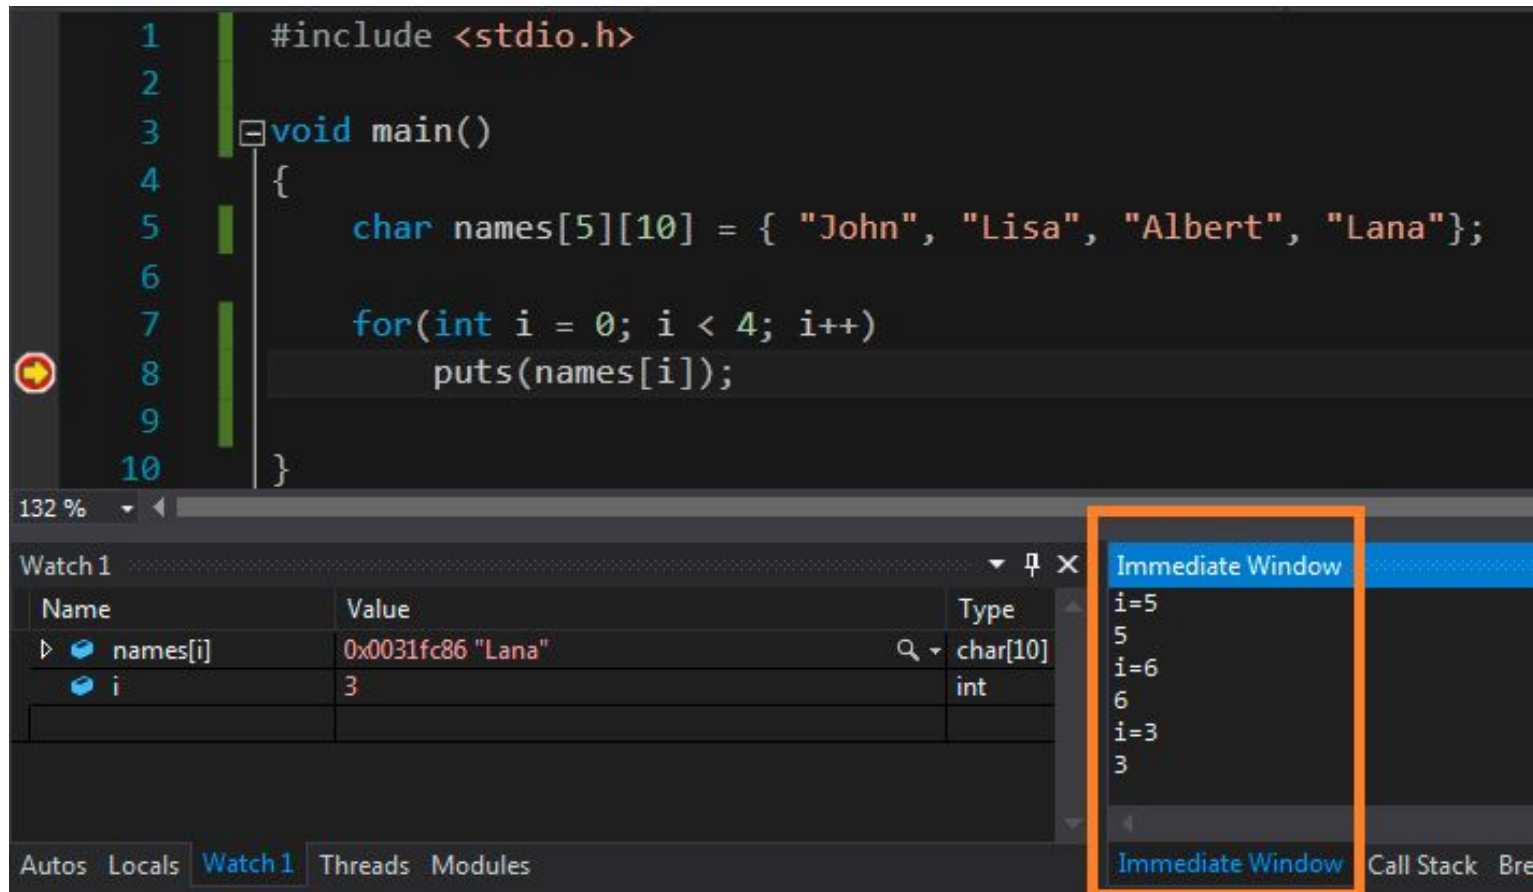 1 #include <stdio.h>
2
3 void main()
4 {
5 char names[5][10] = { "John", "Lisa", "Albert", "Lana"};
6
7 for(int i = 0; i < 4; i++)
8 puts(names[i]);
9
10 }
132 %
Watch 1
Name Value Type
names[i] 0x0031fc86 "Lana" char[10]
i 3 int
Autos Locals Watch 1 Threads Modules
Immediate Window
i=5
5
i=6
6
i=3
3
Immediate Window Call Stack Bre